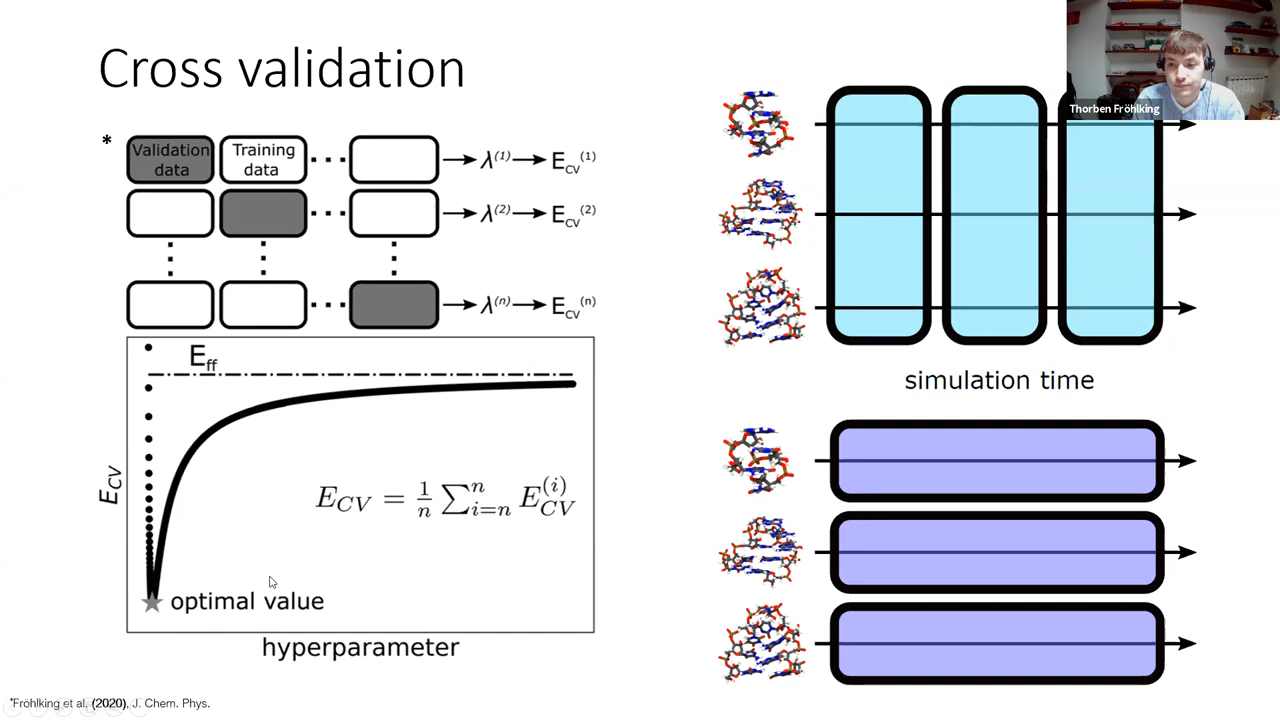 Cross validation
Thorben Fröhlking
*
Validation data
Training data
λ⁽¹⁾ E_CV⁽¹⁾
λ⁽²⁾ E_CV⁽²⁾
λ⁽ⁿ⁾ E_CV⁽ⁿ⁾
E_ff
E_CV
E_CV = 1/n ∑_{i=n}^{n} E_CV^{(i)}
optimal value
hyperparameter
simulation time
*Fröhlking et al. (2020), J. Chem. Phys.